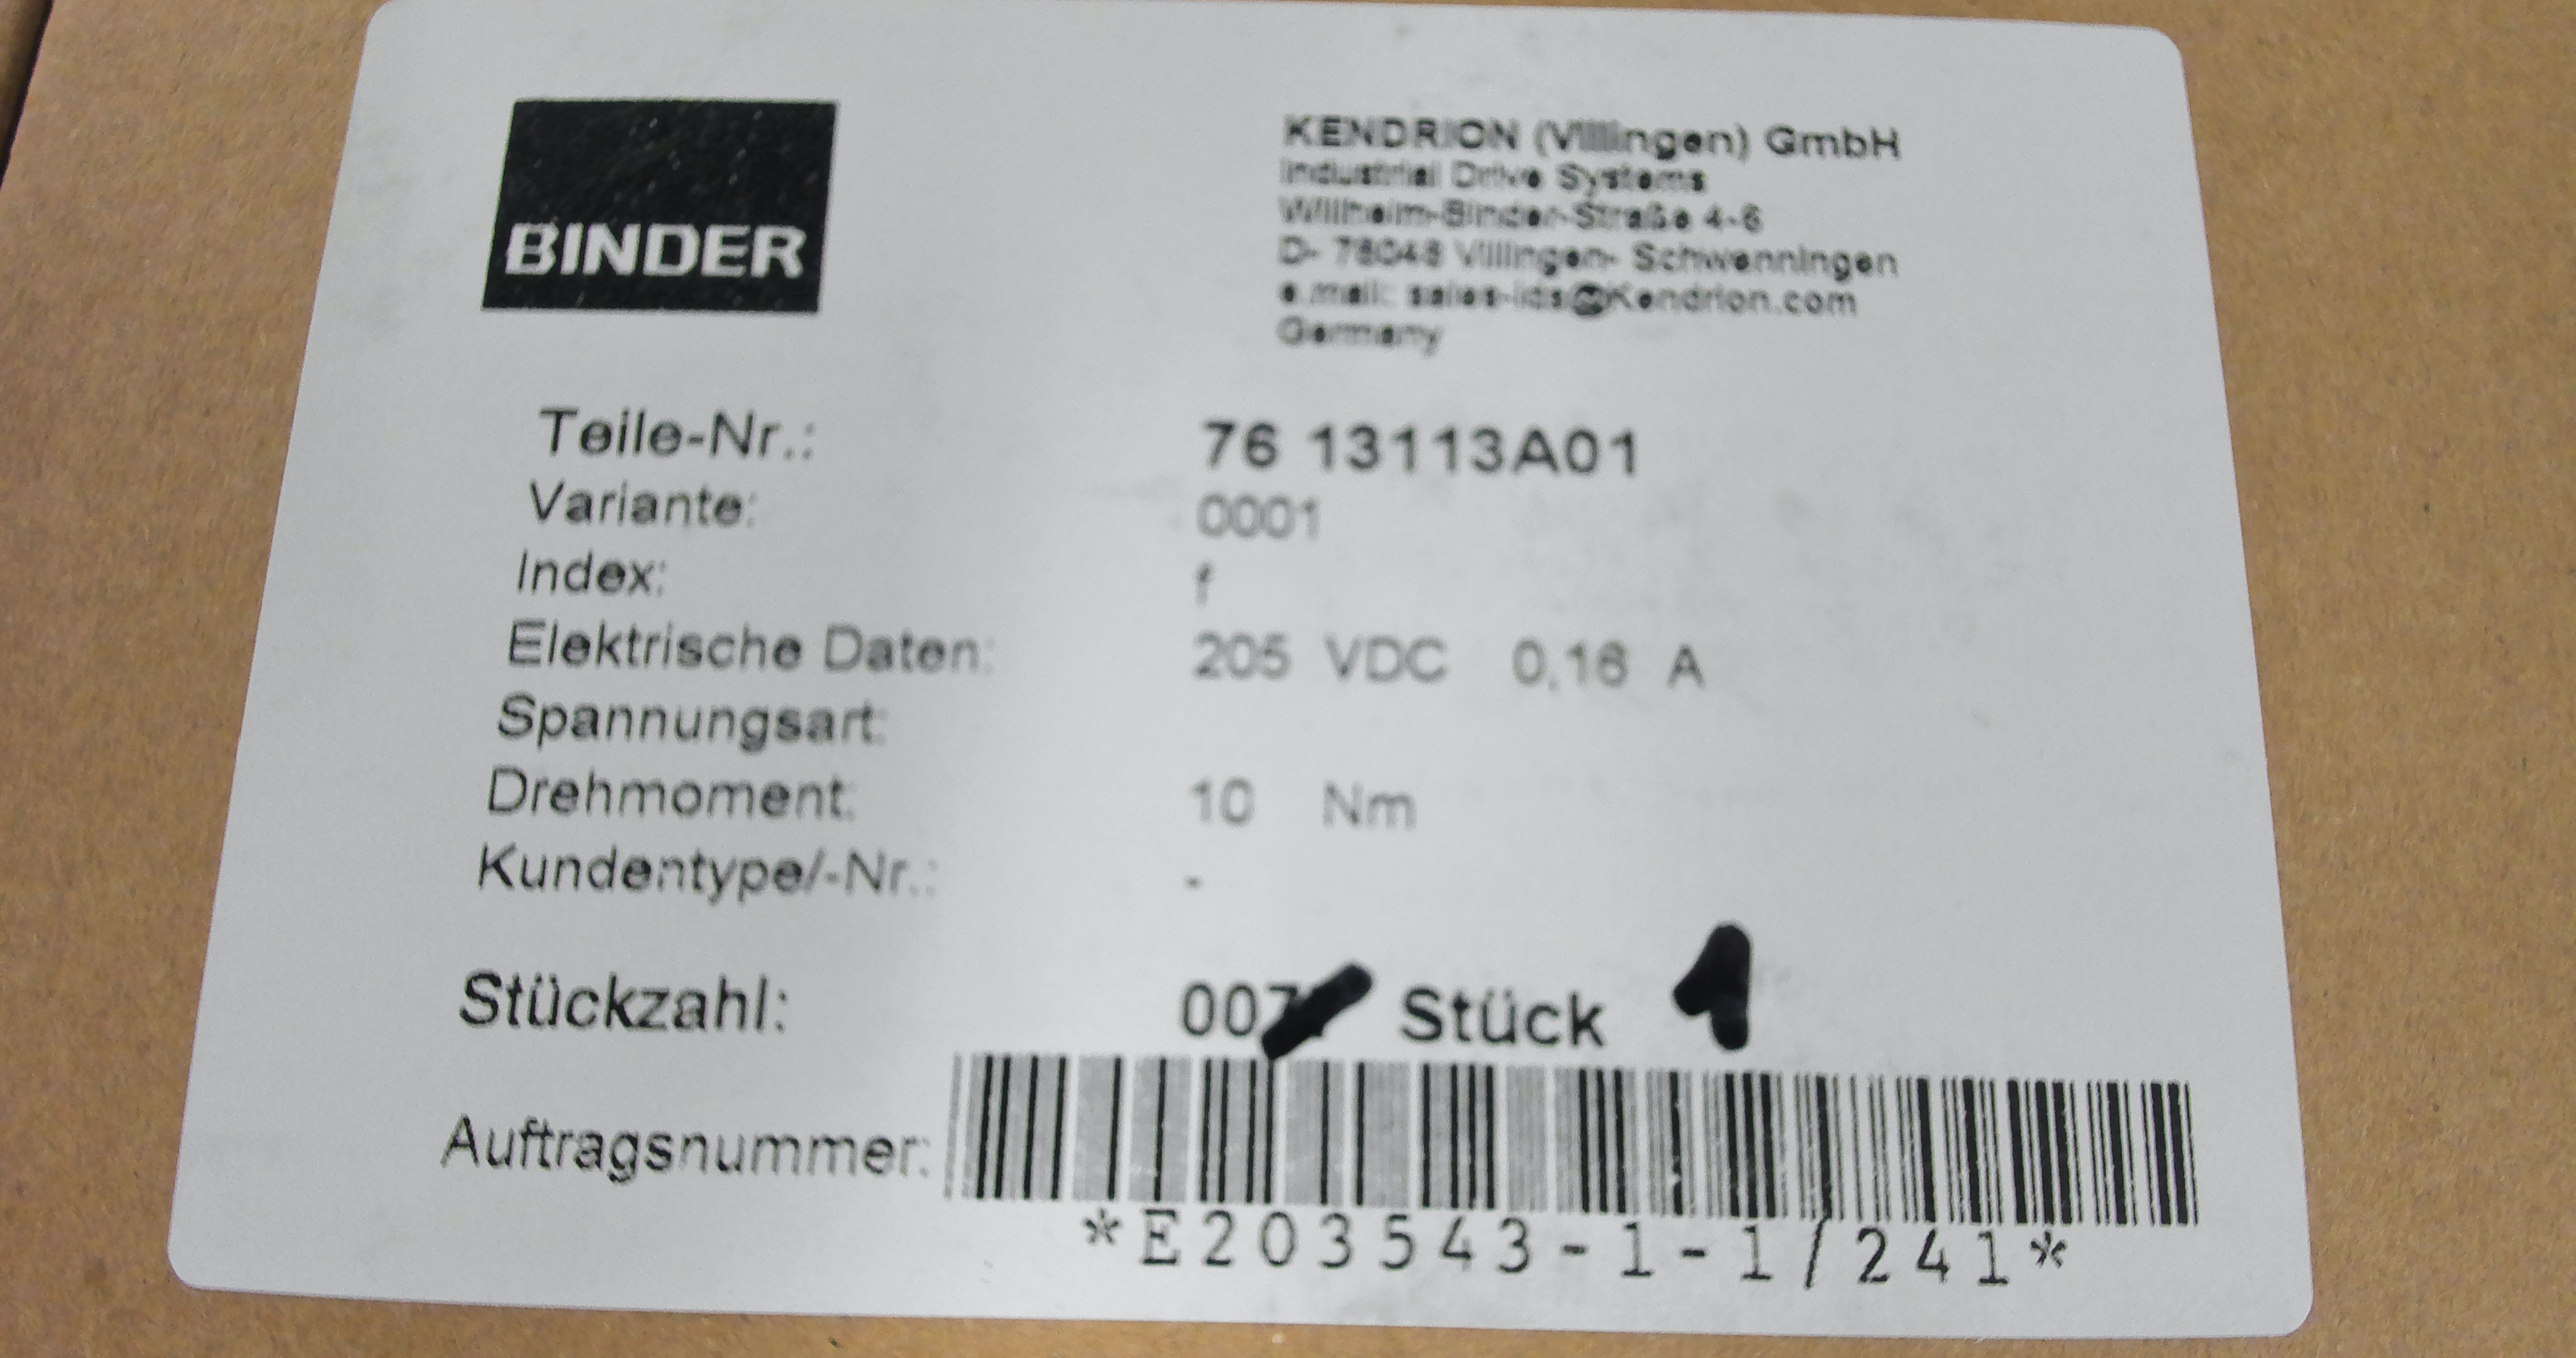 BINDER
KENDRION (Villingen) GmbH
Industrial Drive Systems
Wilhelm-Binder-Straße 4-6
D- 78048 Villingen- Schwenningen
e.mail: sales-ids@Kendrion.com
Germany
Teile-Nr.: 76 13113A01
Variante: 0001
Index: f
Elektrische Daten: 205 VDC 0,16 A
Spannungsart:
Drehmoment: 10 Nm
Kundentype/-Nr.: -
Stückzahl: Stück 1
Auftragsnummer:
*E203543-1-1/241*